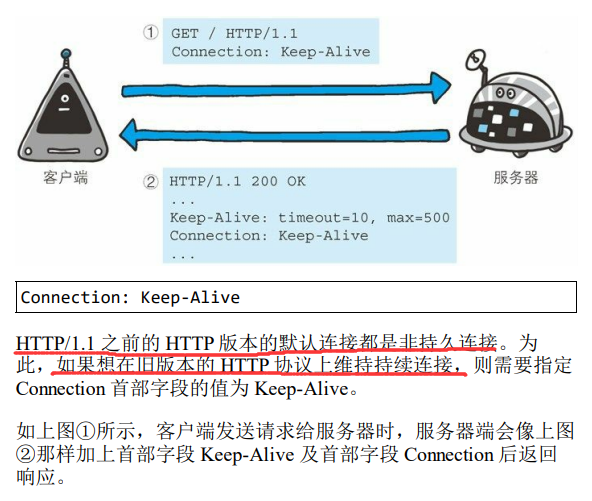 ① GET / HTTP/1.1
Connection: Keep-Alive
客户端
服务器
② HTTP/1.1 200 OK
...
Keep-Alive: timeout=10, max=500
Connection: Keep-Alive
...
Connection: Keep-Alive
HTTP/1.1 之前的 HTTP 版本的默认连接都是非持久连接。为
此，如果想在旧版本的 HTTP 协议上维持持续连接，则需要指定
Connection 首部字段的值为 Keep-Alive。
如上图①所示，客户端发送请求给服务器时，服务器端会像上图
②那样加上首部字段 Keep-Alive 及首部字段 Connection 后返回
响应。